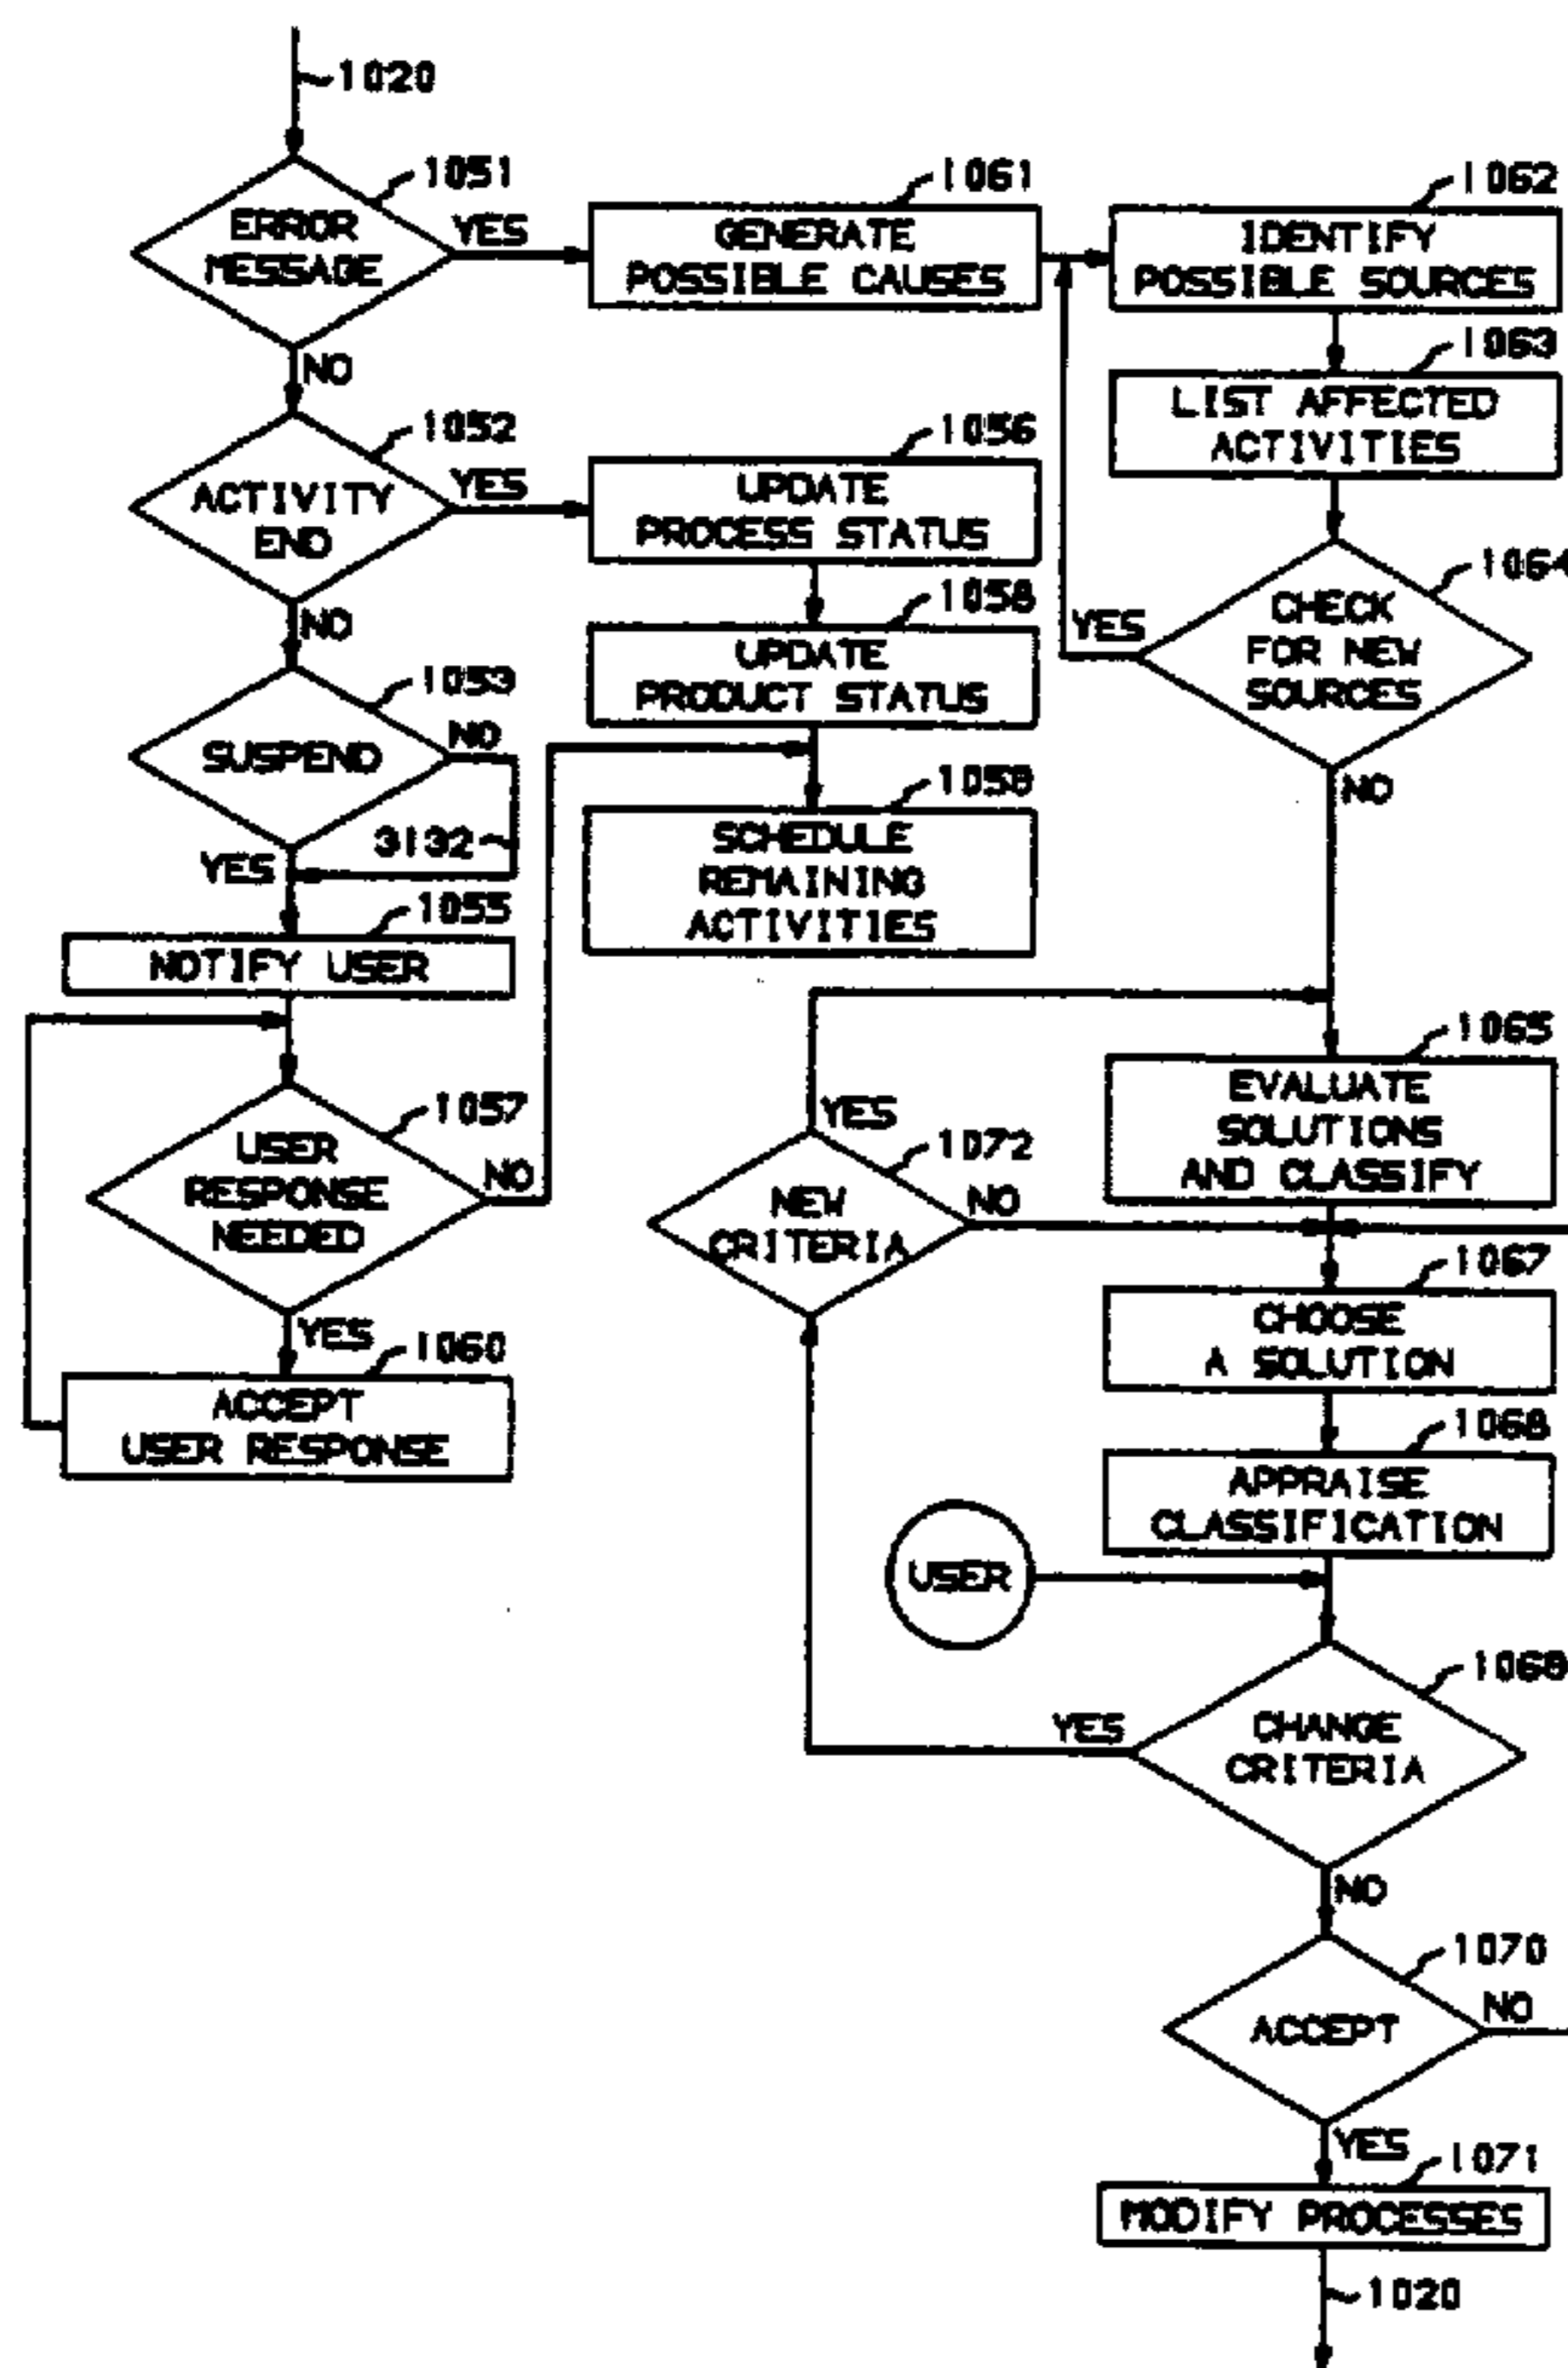 1020
1051
ERROR
MESSAGE
YES
NO
1061
GENERATE
POSSIBLE CAUSES
1062
IDENTIFY
POSSIBLE SOURCES
1063
LIST AFFECTED
ACTIVITIES
1052
ACTIVITY
END
YES
NO
1056
UPDATE
PROCESS STATUS
1058
UPDATE
PRODUCT STATUS
1064
CHECK
FOR NEW
SOURCES
YES
NO
1053
SUSPEND
NO
3132
YES
1058
SCHEDULE
REMAINING
ACTIVITIES
1055
NOTIFY USER
1057
USER
RESPONSE
NEEDED
NO
YES
1060
ACCEPT
USER RESPONSE
1065
EVALUATE
SOLUTIONS
AND CLASSIFY
YES
1072
NEW
CRITERIA
NO
1067
CHOOSE
A SOLUTION
1068
APPRAISE
CLASSIFICATION
USER
1069
CHANGE
CRITERIA
YES
NO
1070
ACCEPT
NO
YES
1071
MODIFY PROCESSES
1020